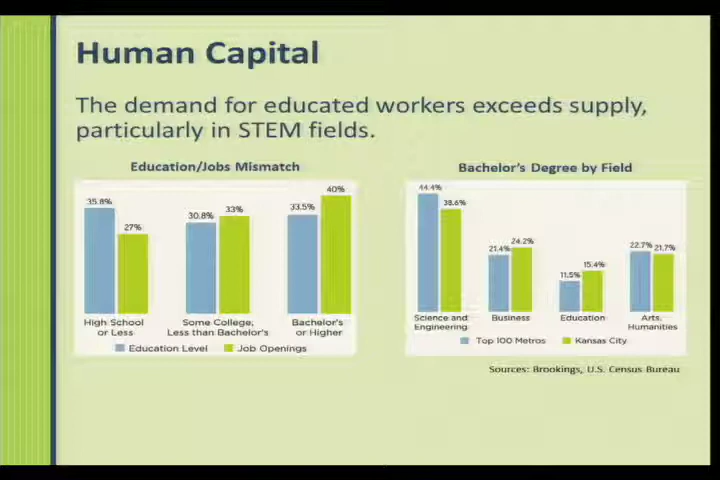 Human Capital
The demand for educated workers exceeds supply,
particularly in STEM fields.
Education/Jobs Mismatch
35.8%
27%
30.8%
33%
33.5%
40%
High School
or Less
Some College,
Less than Bachelor's
Bachelor's
or Higher
Education Level
Job Openings
Bachelor's Degree by Field
44.4%
38.6%
21.4%
24.2%
11.5%
15.4%
22.7%
21.7%
Science and
Engineering
Business
Education
Arts,
Humanities
Top 100 Metros
Kansas City
Sources: Brookings, U.S. Census Bureau